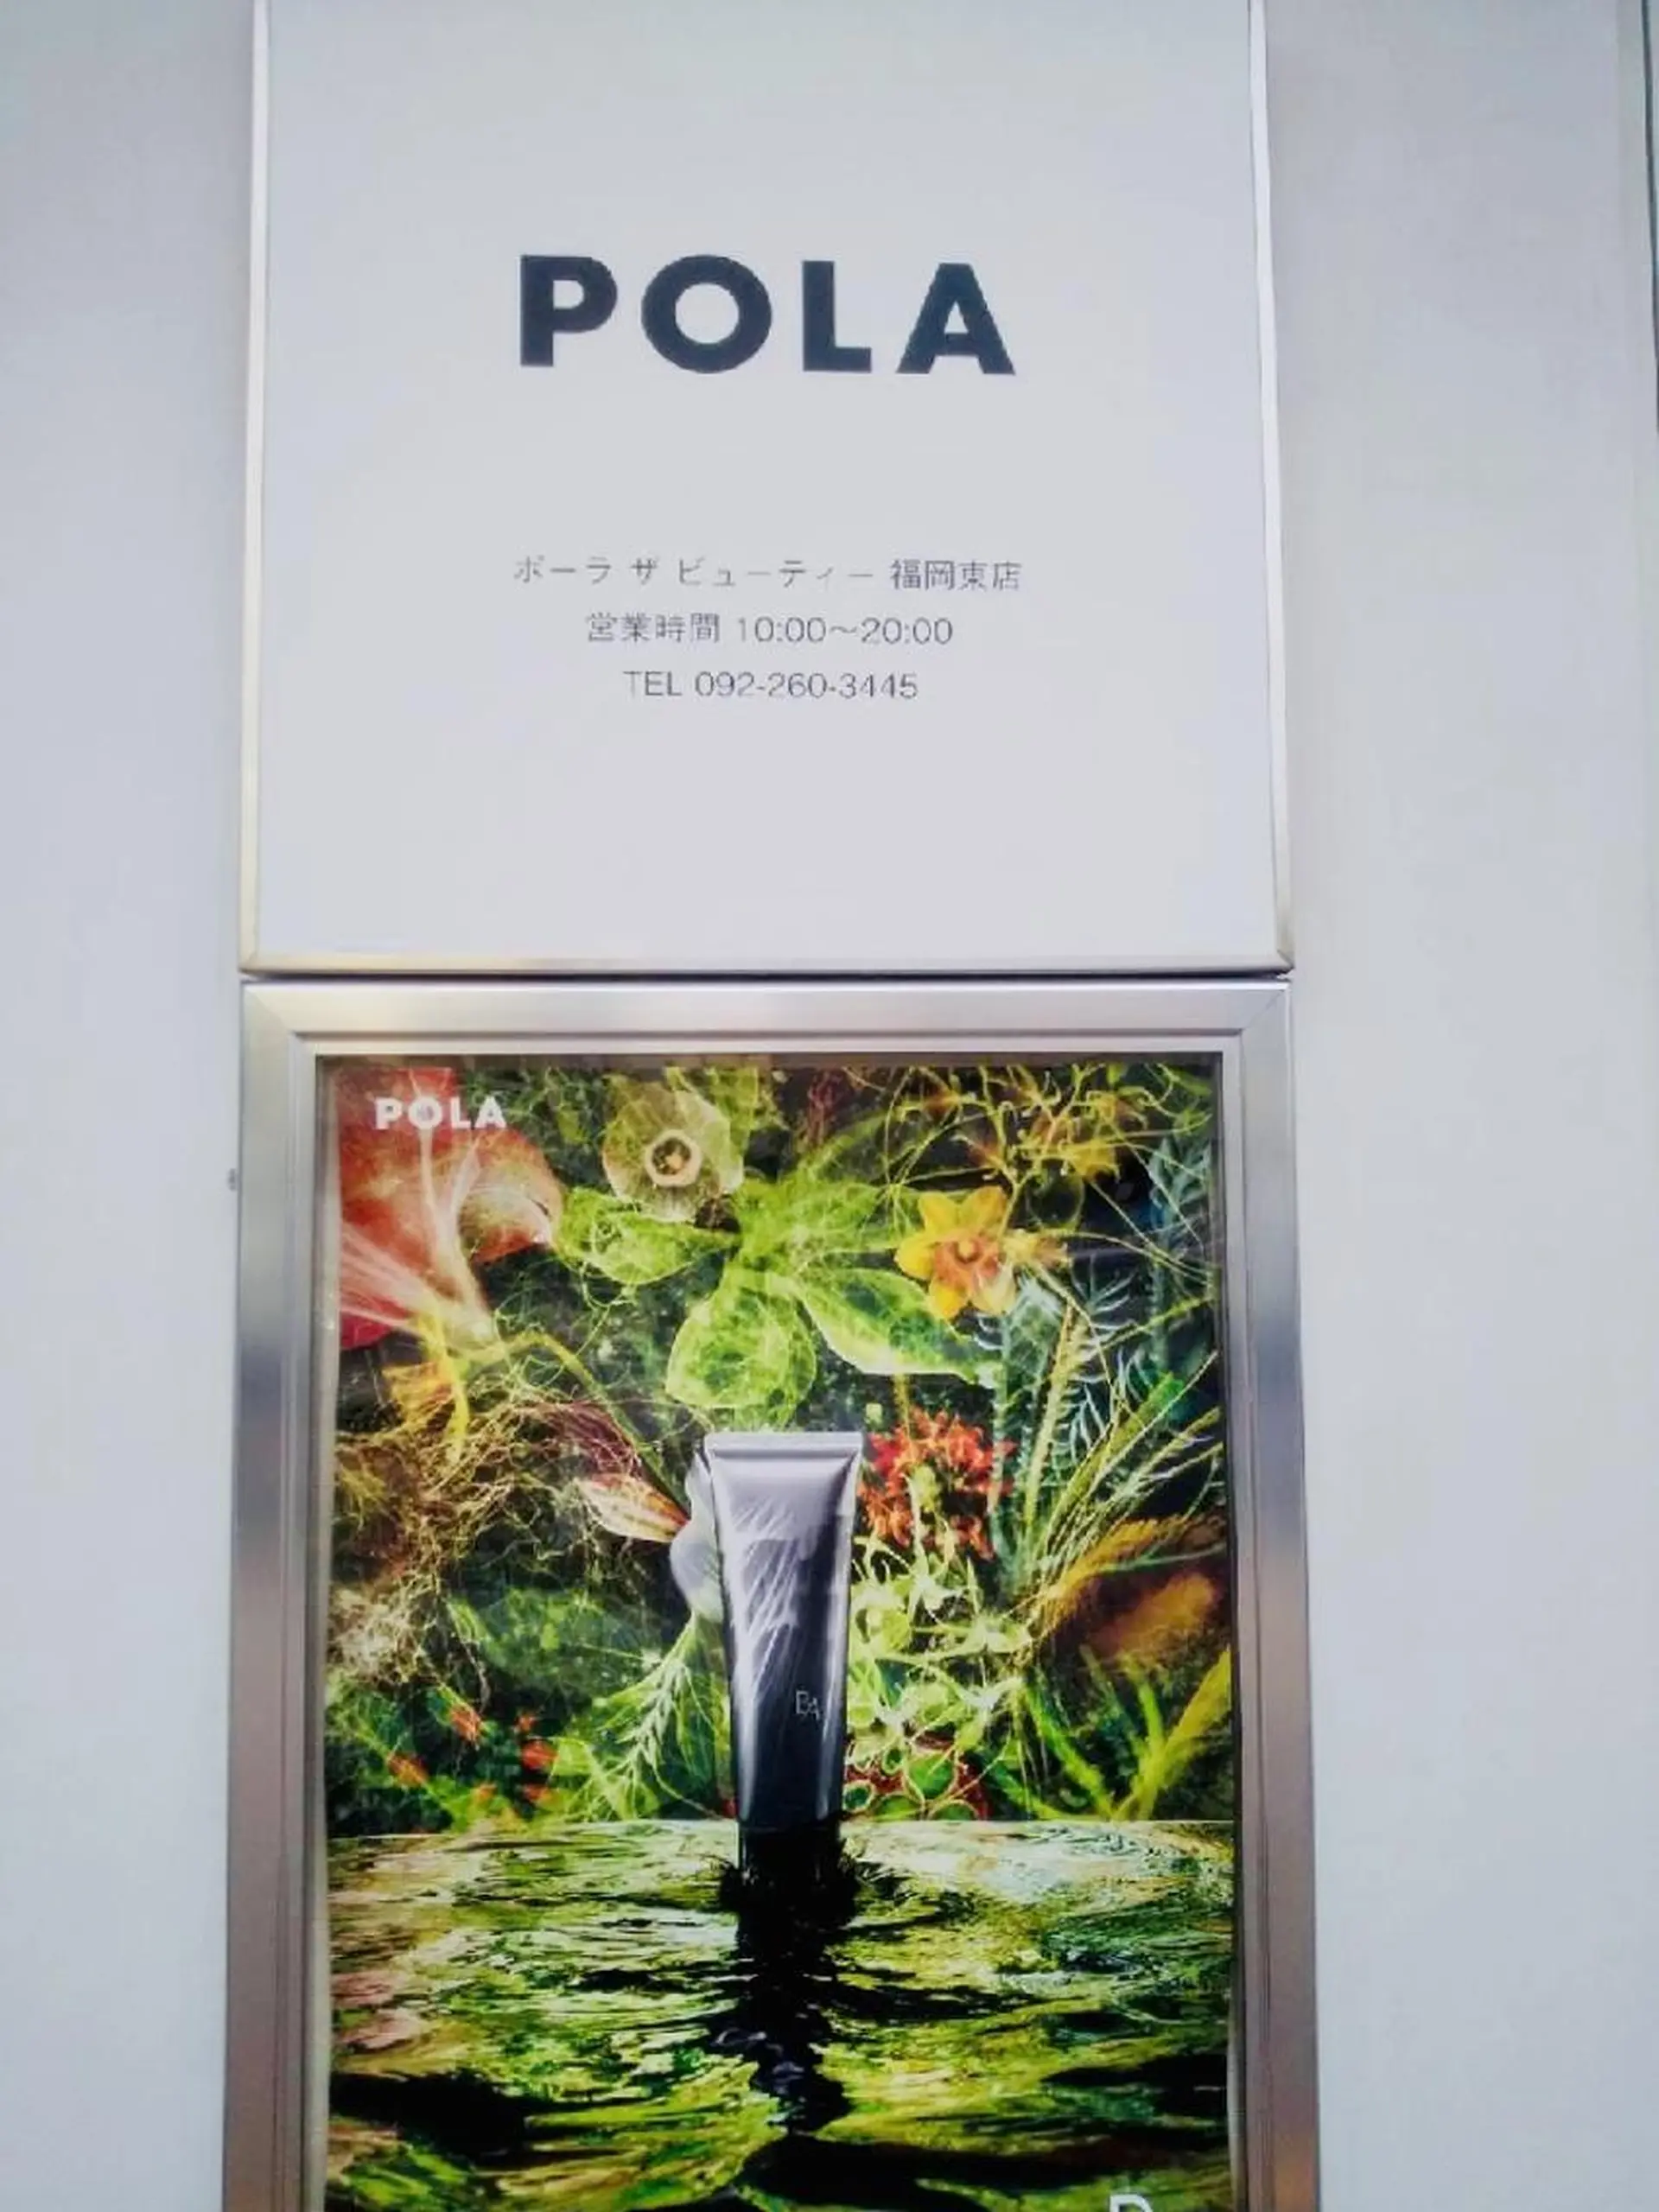 POLA
ポーラ ザ ビューティー 福岡東店
営業時間 10:00～20:00
TEL 092-260-3445
POLA
BA